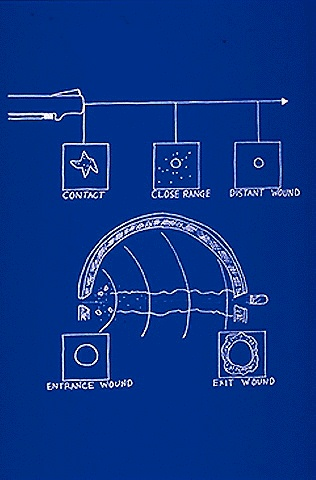 CONTACT
CLOSE RANGE
DISTANT WOUND
ENTRANCE WOUND
EXIT WOUND